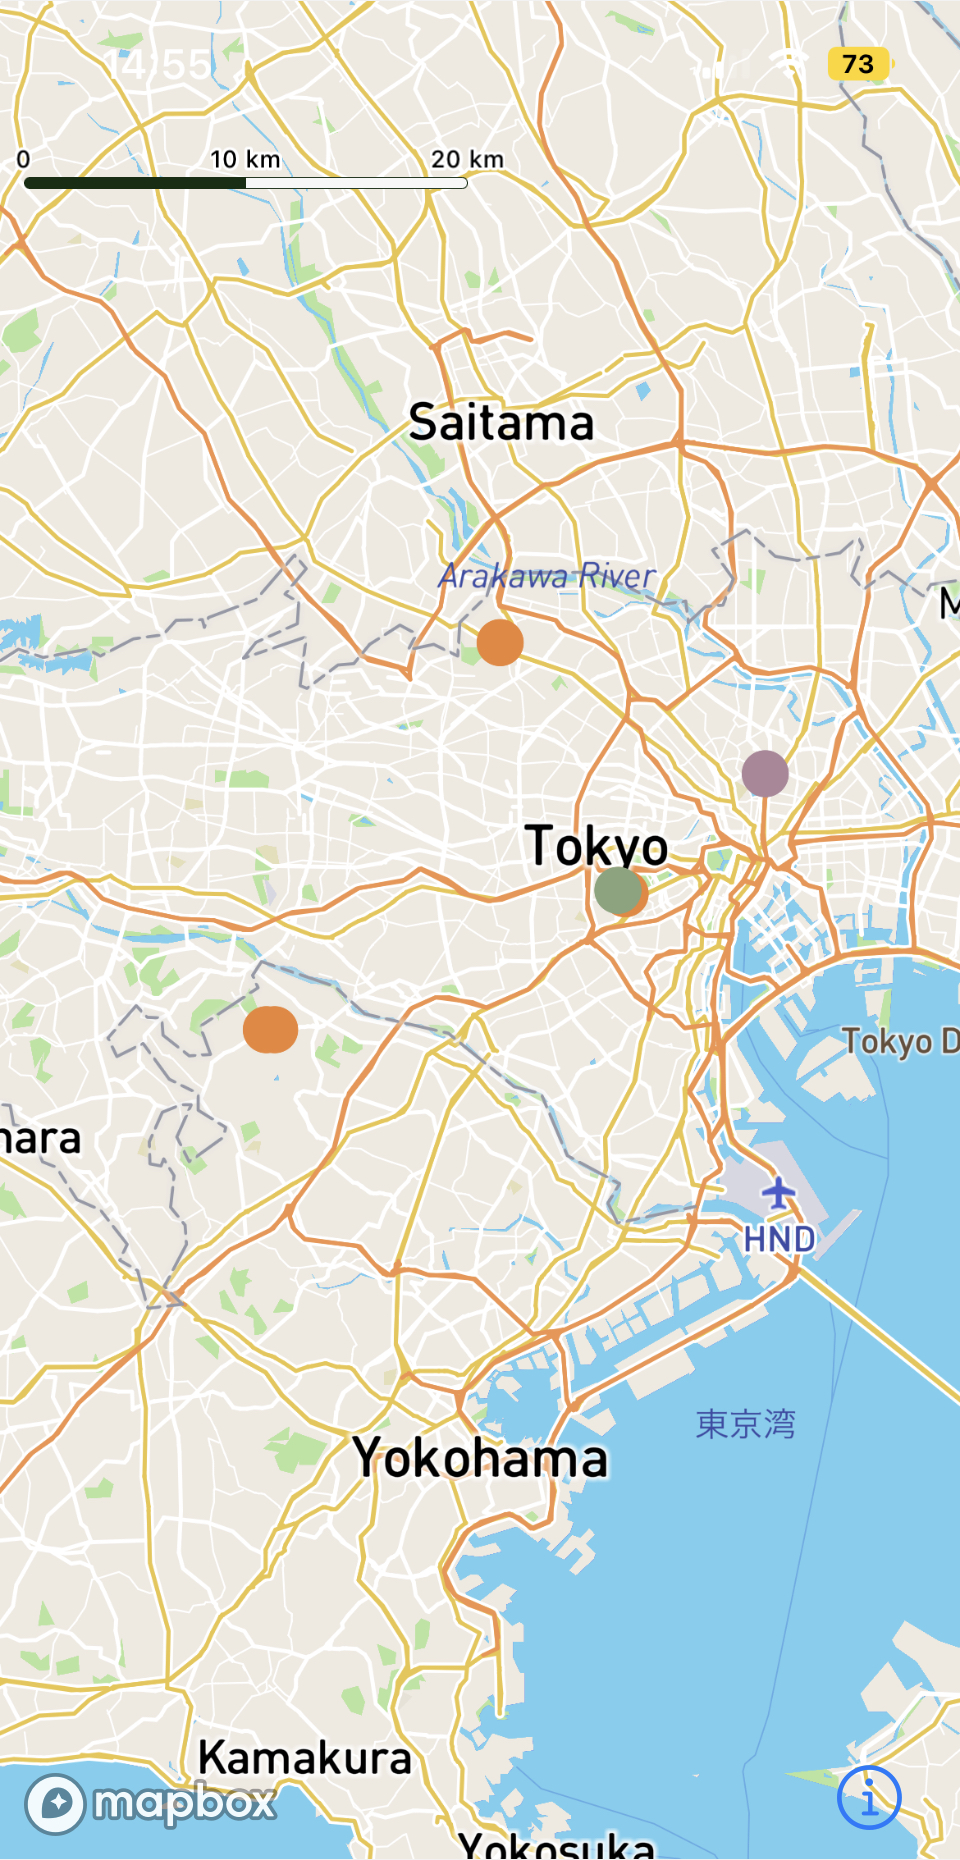 14:55
73
0 10 km 20 km
Saitama
Arakawa River
M
Tokyo
Tokyo D
hara
HND
東京湾
Yokohama
Kamakura
mapbox
i
Yokosuka